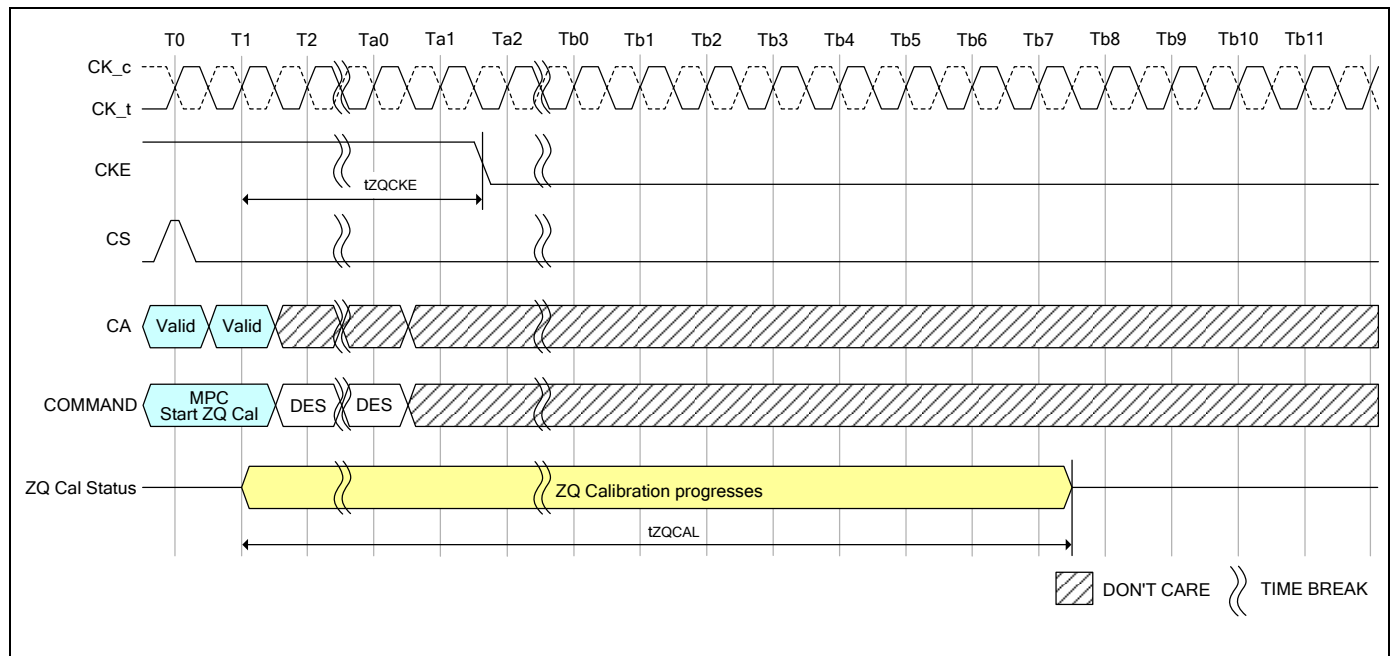 T0 T1 T2 Ta0 Ta1 Ta2 Tb0 Tb1 Tb2 Tb3 Tb4 Tb5 Tb6 Tb7 Tb8 Tb9 Tb10 Tb11
CK_c
CK_t
CKE
tZQCKE
CS
CA Valid Valid
COMMAND MPC Start ZQ Cal DES DES
ZQ Cal Status ZQ Calibration progresses
tZQCAL
DON'T CARE TIME BREAK